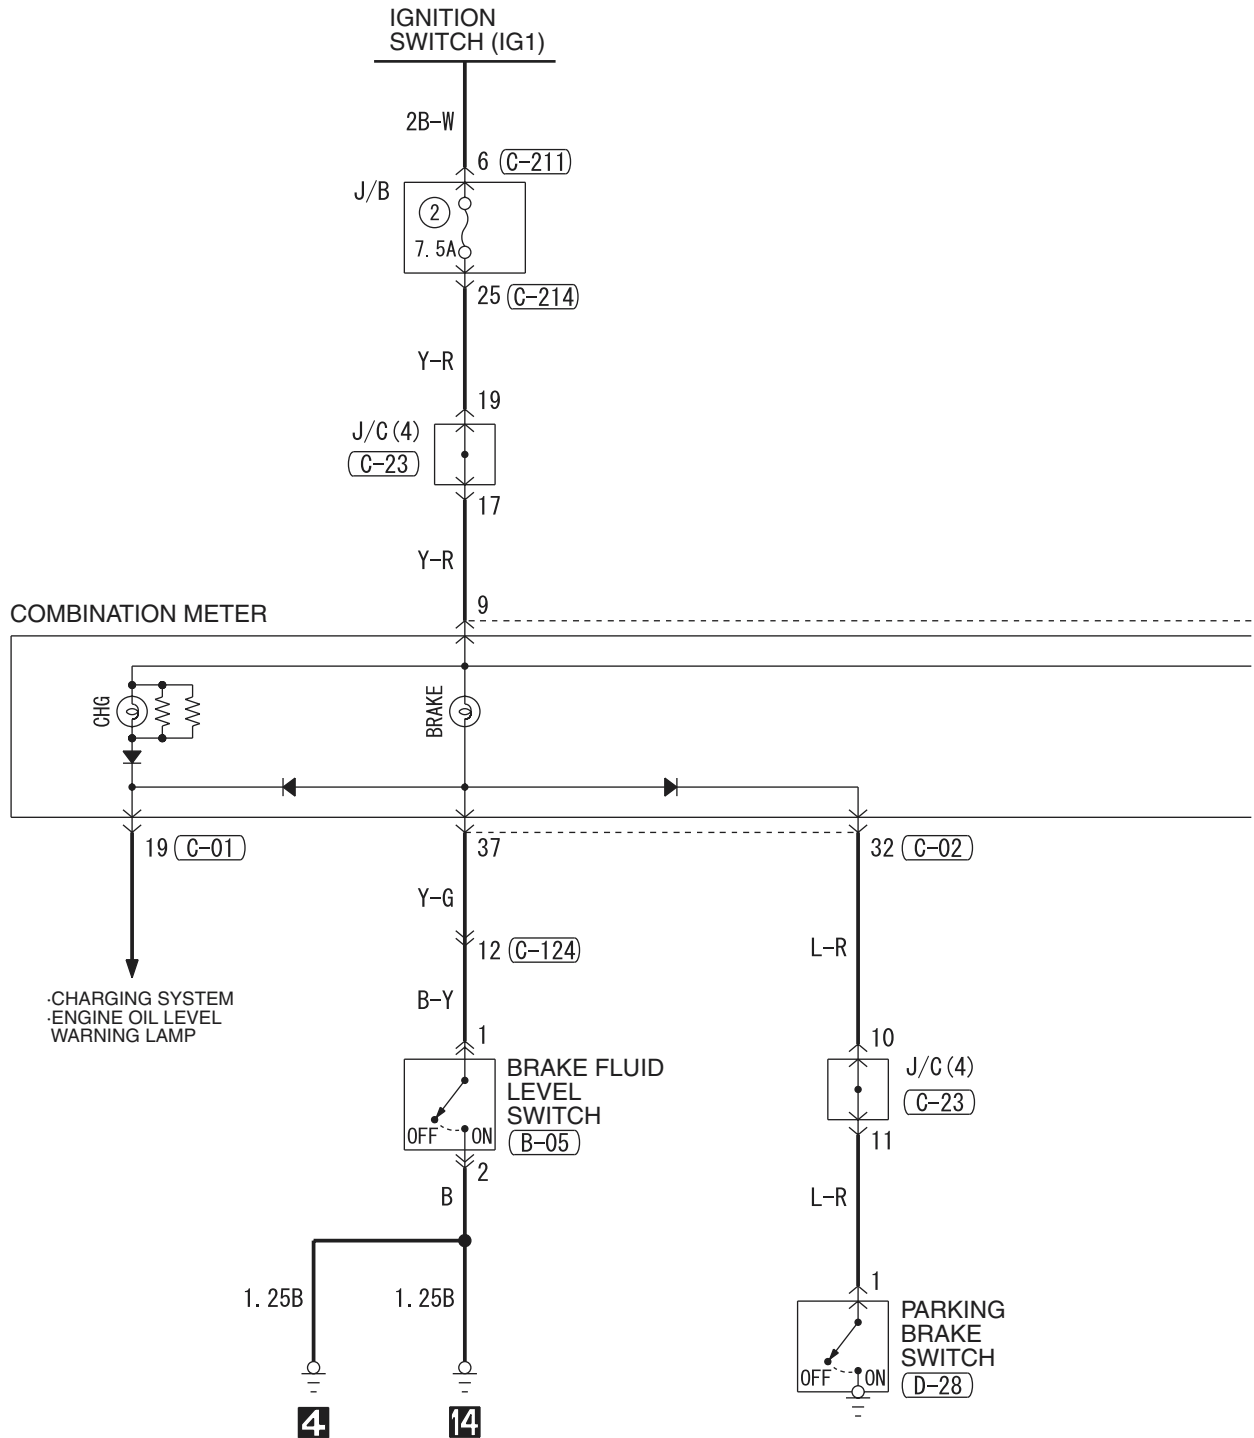 IGNITION
SWITCH (IG1)
2B-W
6 C-211
J/B
2
7.5A
25 C-214
Y-R
19
J/C(4)
C-23
17
Y-R
9
COMBINATION METER
CHG
BRAKE
19 C-01
37
32 C-02
Y-G
12 C-124
L-R
B-Y
·CHARGING SYSTEM
·ENGINE OIL LEVEL
WARNING LAMP
1
10
BRAKE FLUID
LEVEL
SWITCH
B-05
OFF ON
J/C(4)
C-23
2
11
B
L-R
1.25B
1.25B
1
PARKING
BRAKE
SWITCH
D-28
OFF ON
4
14